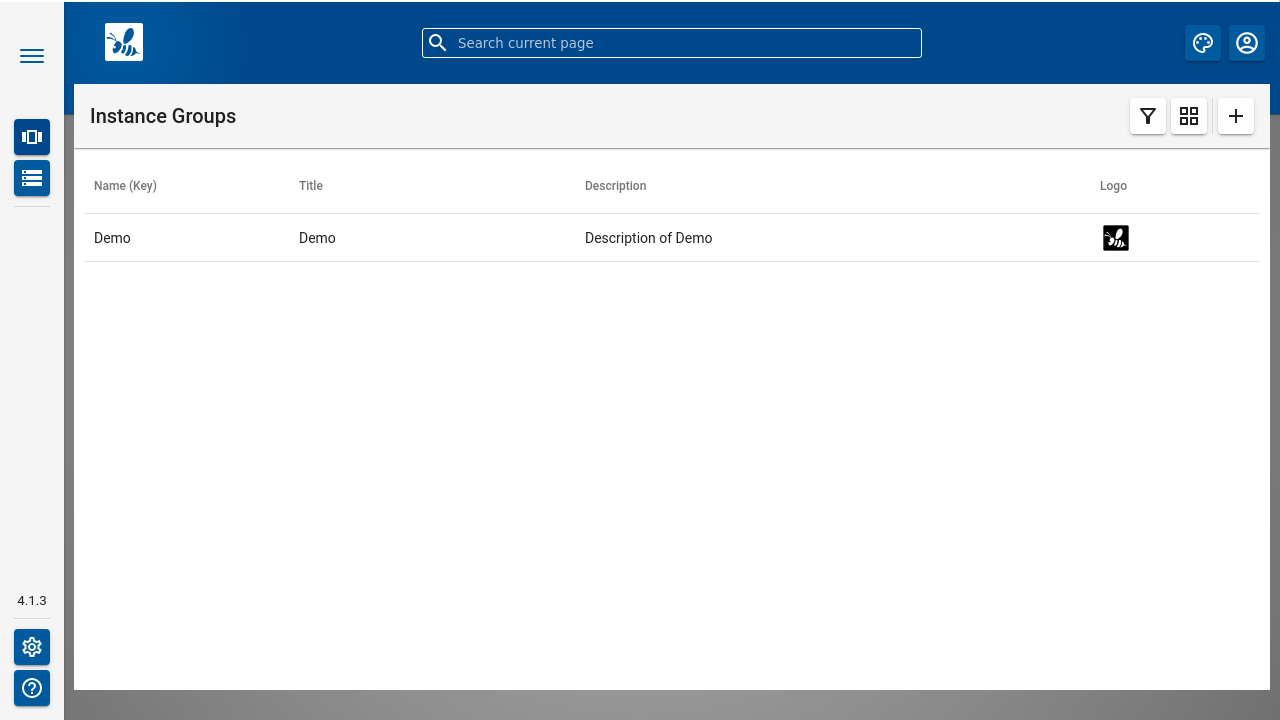 Search current page
Instance Groups
Name (Key) Title Description Logo
Demo Demo Description of Demo
4.1.3